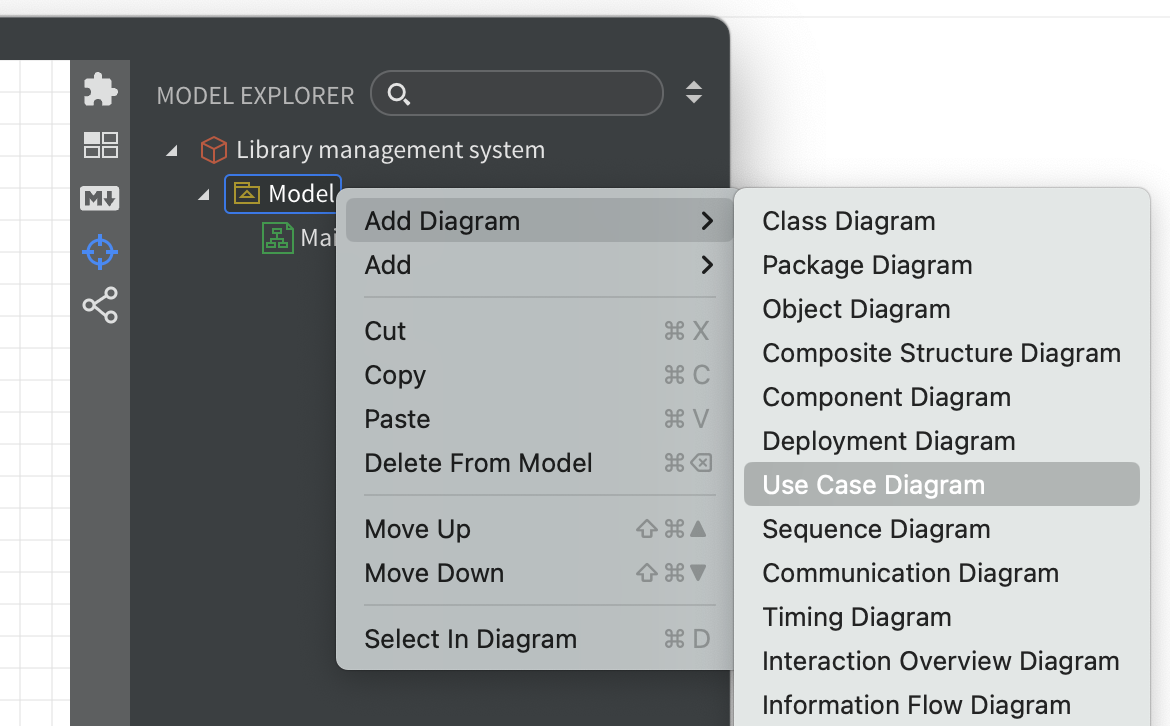 MODEL EXPLORER
Library management system
Model
Mai
Add Diagram
Add
Cut ⌘ X
Copy ⌘ C
Paste ⌘ V
Delete From Model ⌘⌫
Move Up ⇧⌘▲
Move Down ⇧⌘▼
Select In Diagram ⌘ D
Class Diagram
Package Diagram
Object Diagram
Composite Structure Diagram
Component Diagram
Deployment Diagram
Use Case Diagram
Sequence Diagram
Communication Diagram
Timing Diagram
Interaction Overview Diagram
Information Flow Diagram
M↓